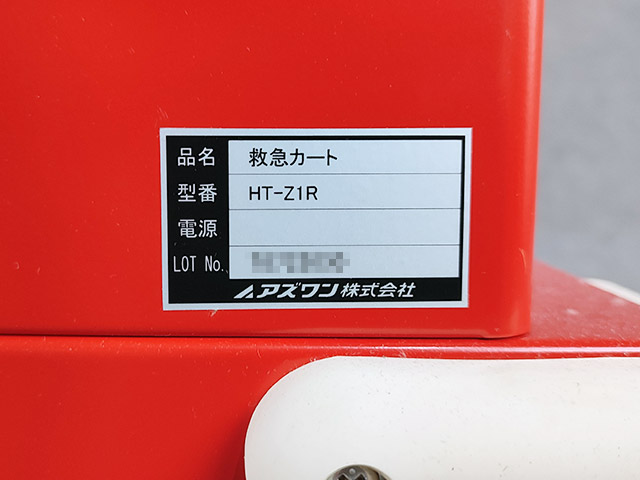 品名 救急カート
型番 HT-Z1R
電源
LOT No.
アズワン株式会社